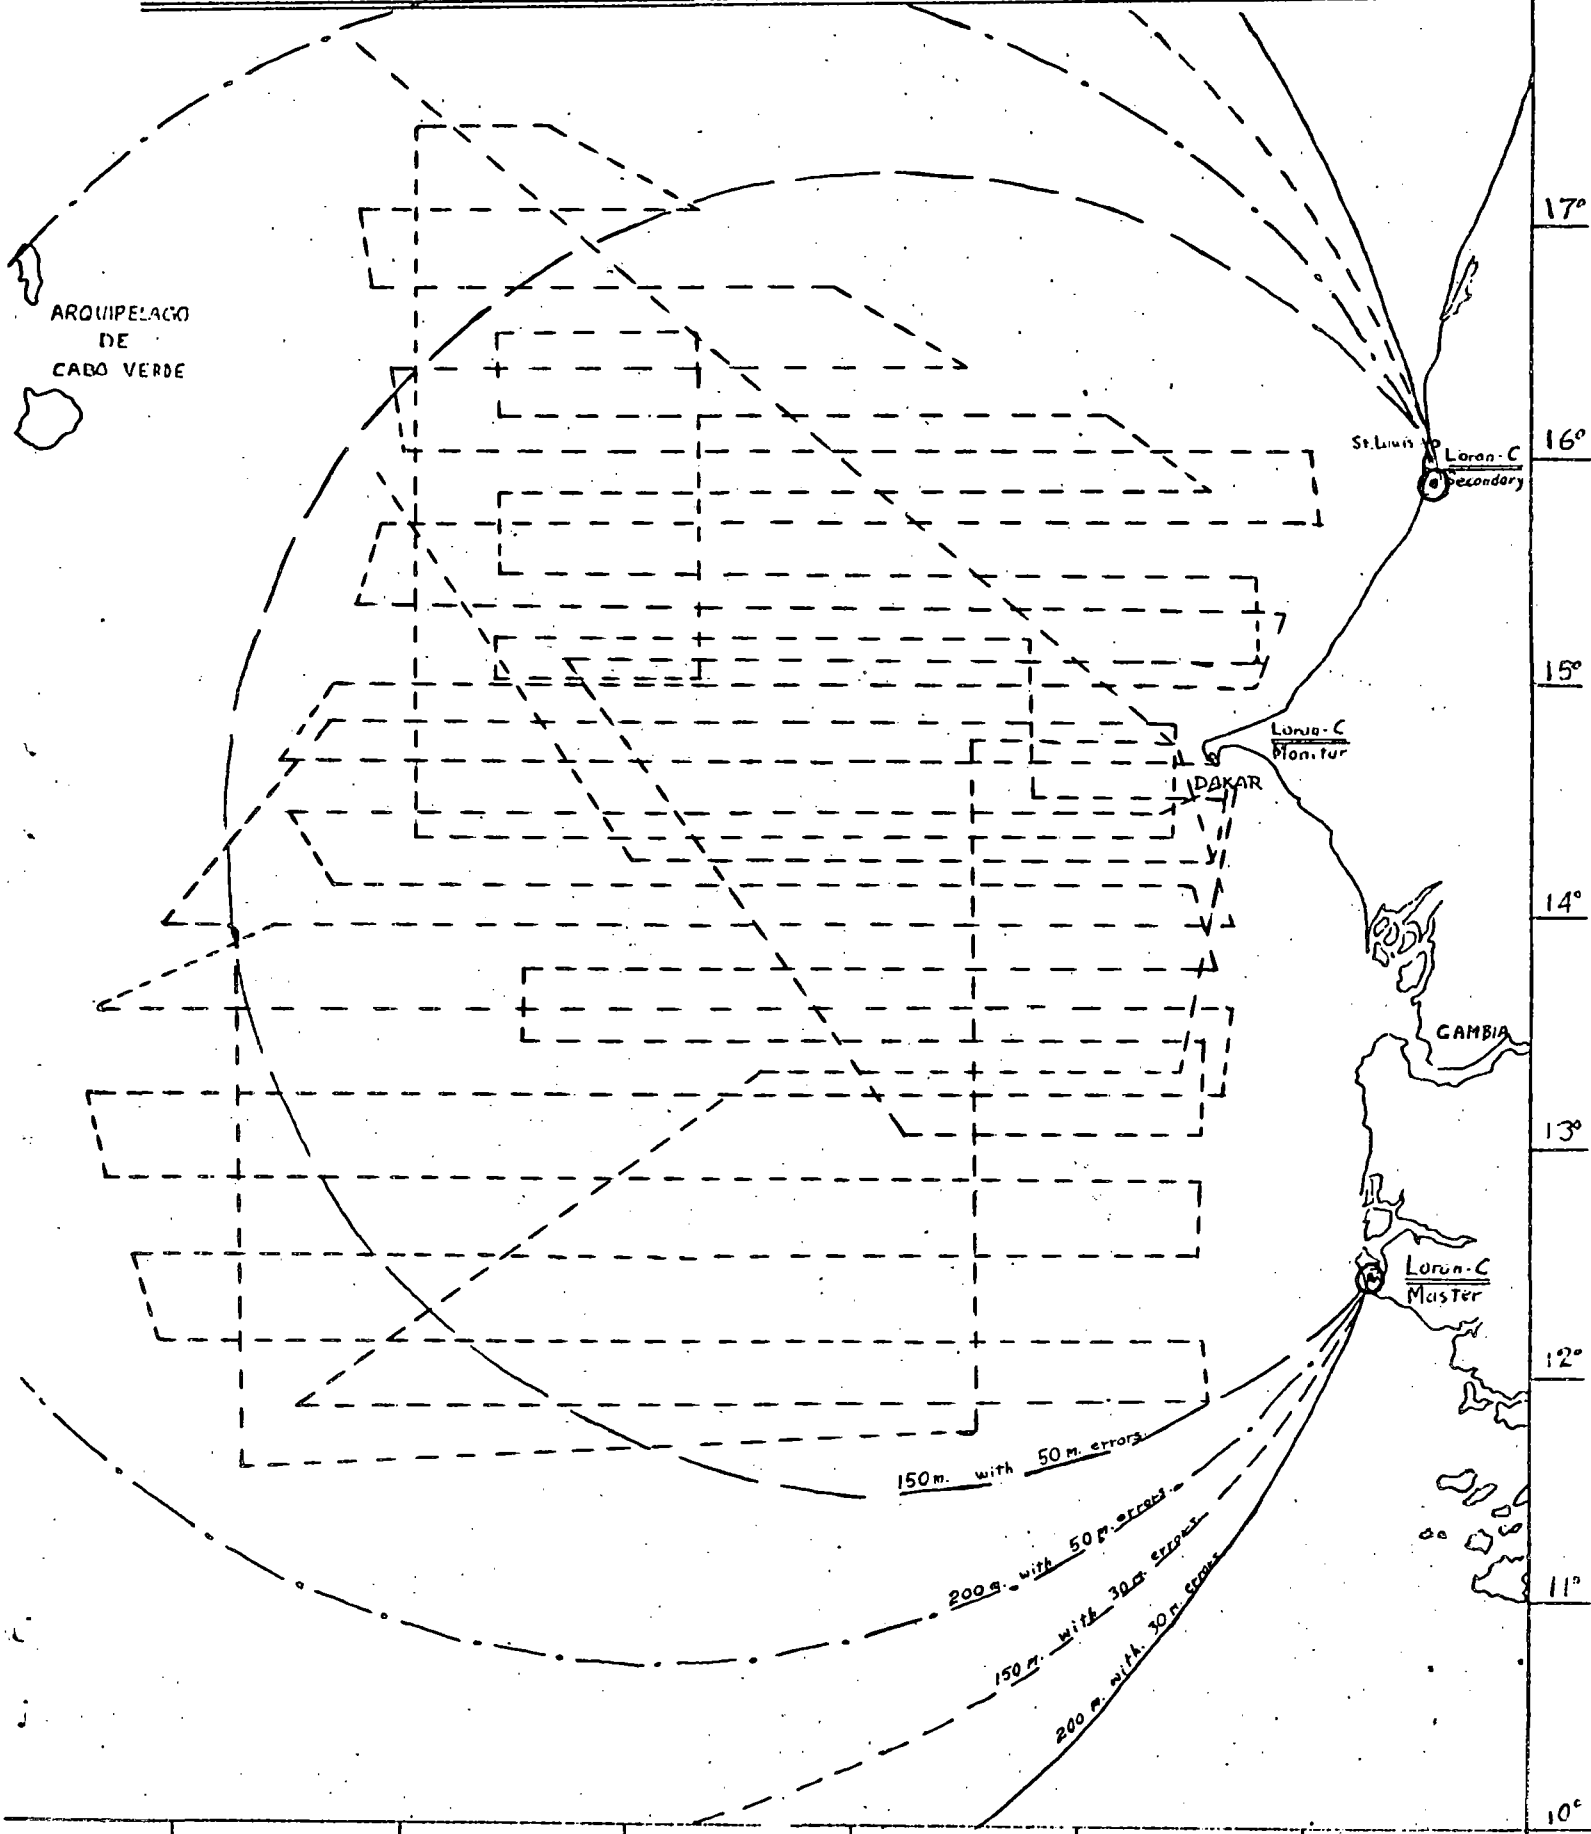 17°
ARQUIPELAGO
DE
CABO VERDE
St. Louis
16°
Loran-C
Secondary
15°
Loran-C
Monitor
DAKAR
14°
GAMBIA
13°
Loran-C
Master
12°
150 m. with 50 m. errors
200 m. with 50 m. errors
150 m. with 30 m. errors
200 m. with 30 m. errors
11°
10°